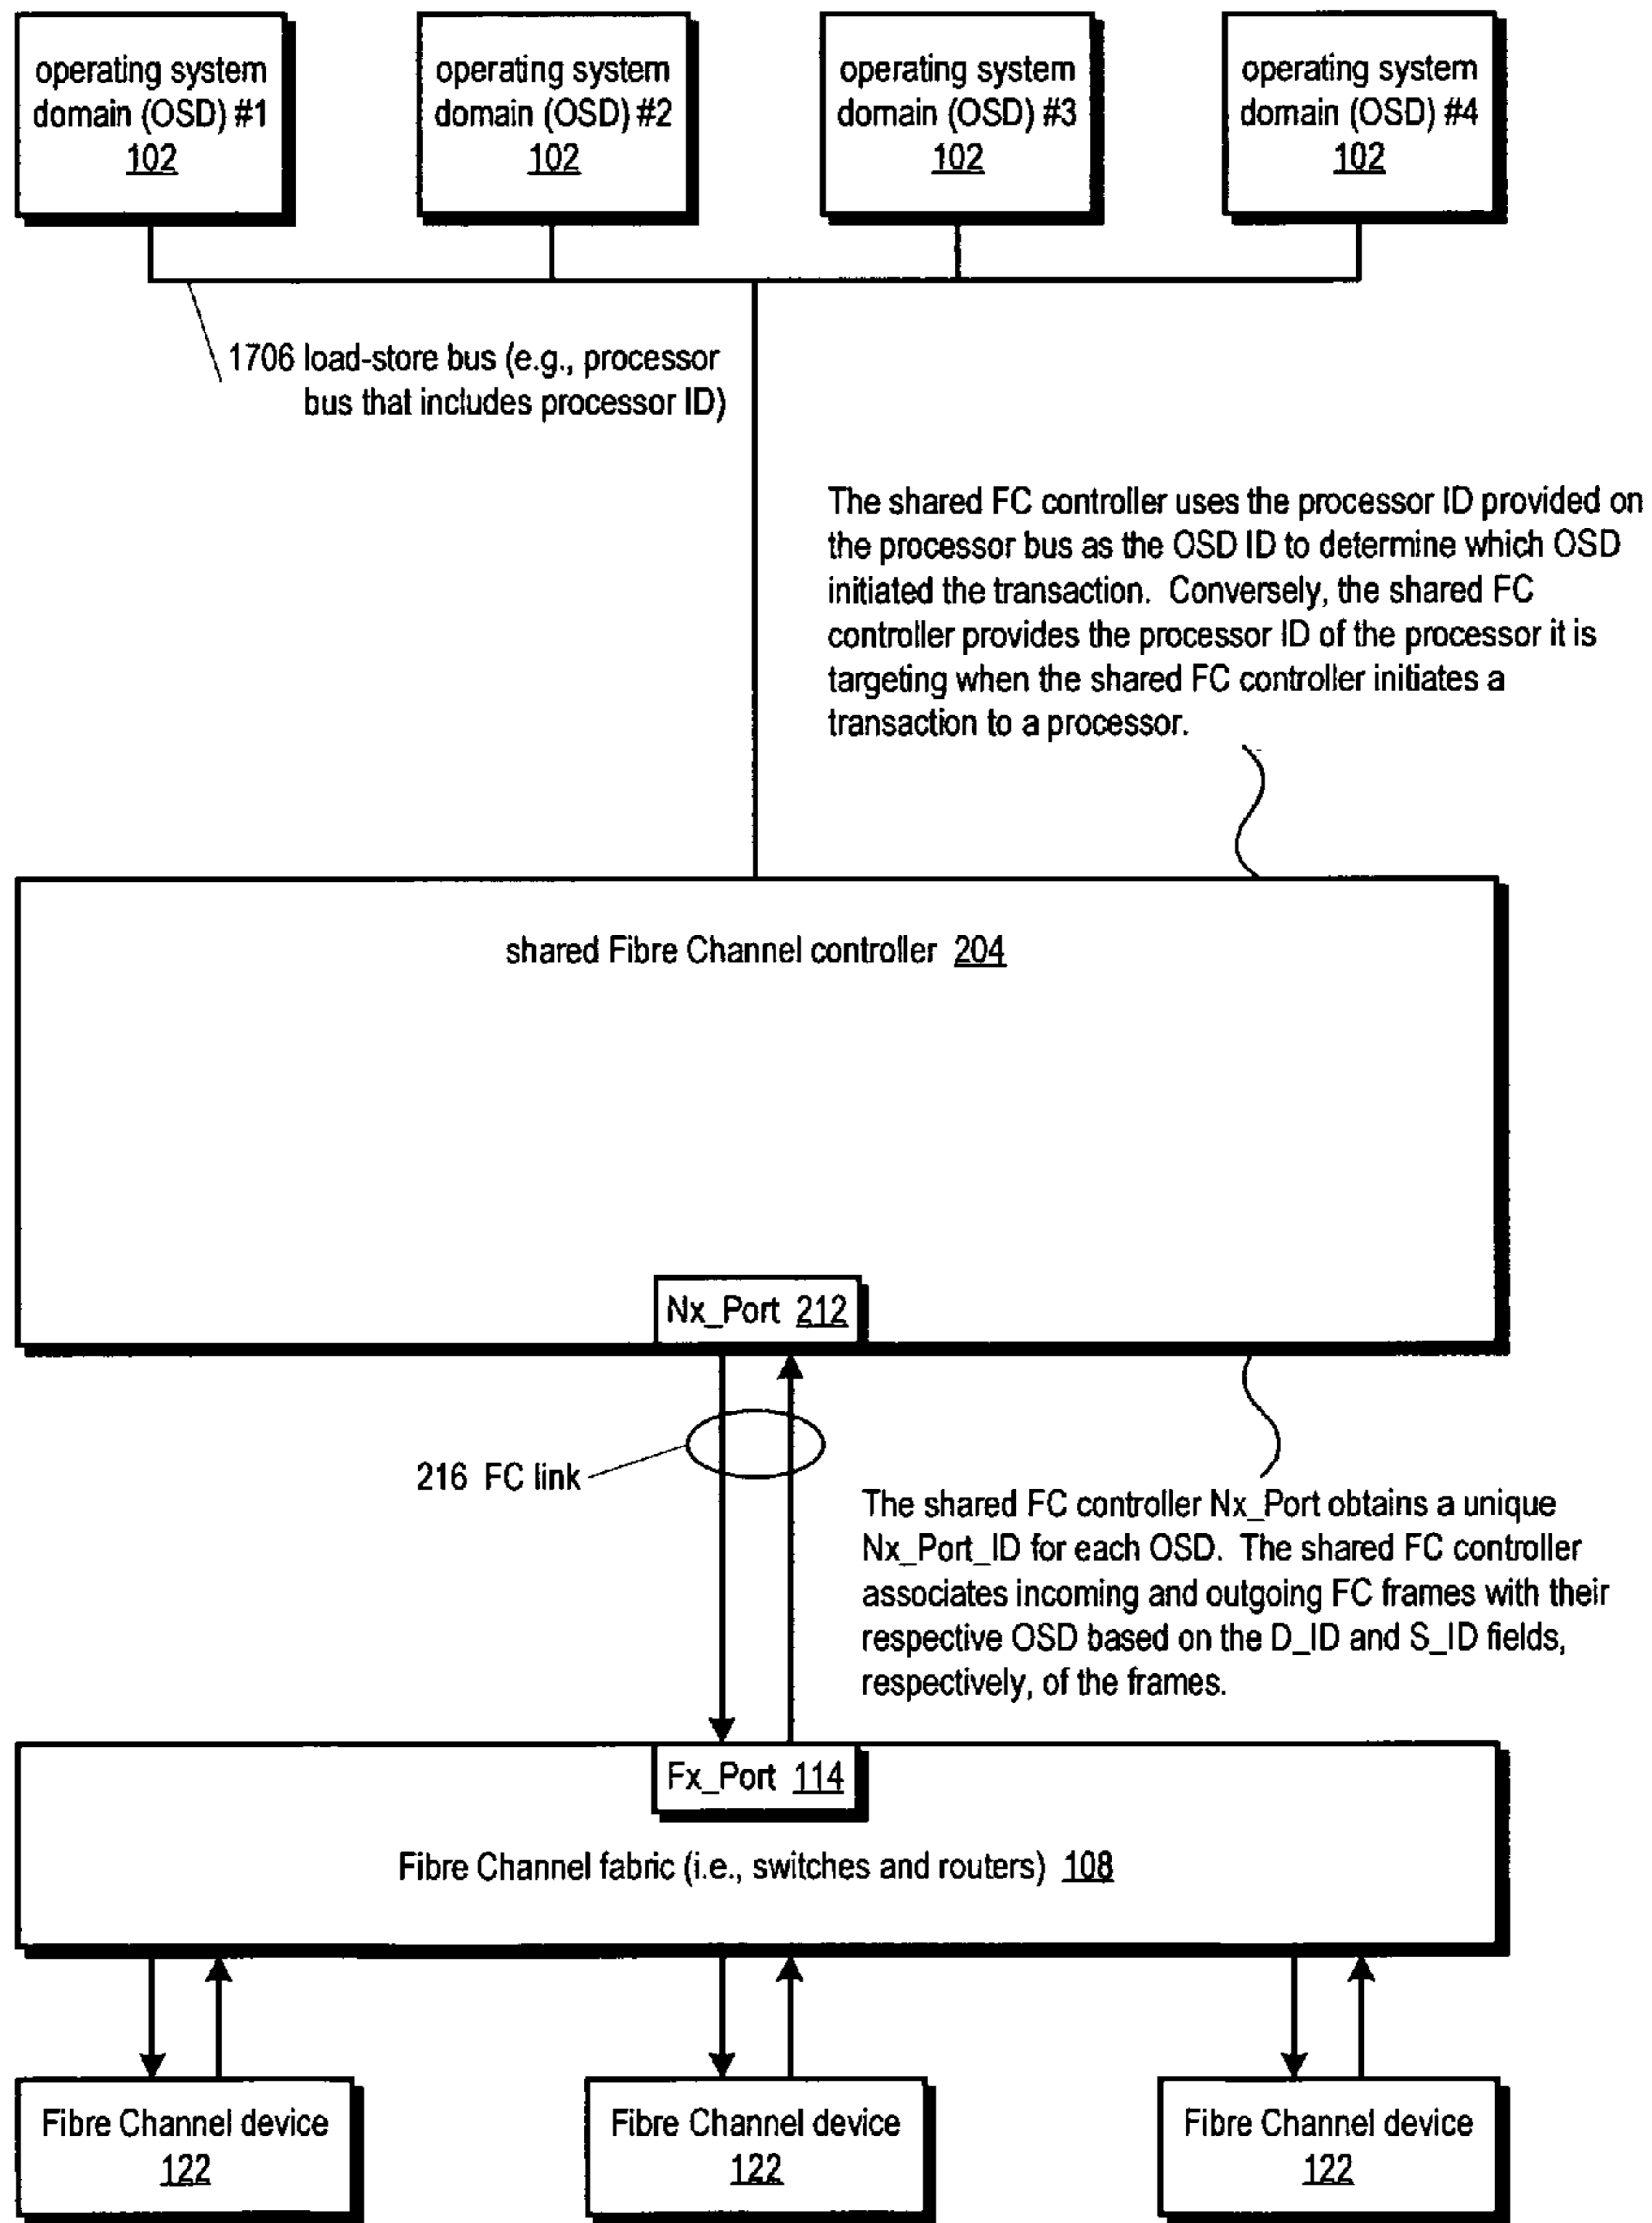 operating system
domain (OSD) #1
102
operating system
domain (OSD) #2
102
operating system
domain (OSD) #3
102
operating system
domain (OSD) #4
102
1706 load-store bus (e.g., processor
bus that includes processor ID)
The shared FC controller uses the processor ID provided on
the processor bus as the OSD ID to determine which OSD
initiated the transaction. Conversely, the shared FC
controller provides the processor ID of the processor it is
targeting when the shared FC controller initiates a
transaction to a processor.
shared Fibre Channel controller 204
Nx_Port 212
216 FC link
The shared FC controller Nx_Port obtains a unique
Nx_Port_ID for each OSD. The shared FC controller
associates incoming and outgoing FC frames with their
respective OSD based on the D_ID and S_ID fields,
respectively, of the frames.
Fx_Port 114
Fibre Channel fabric (i.e., switches and routers) 108
Fibre Channel device
122
Fibre Channel device
122
Fibre Channel device
122